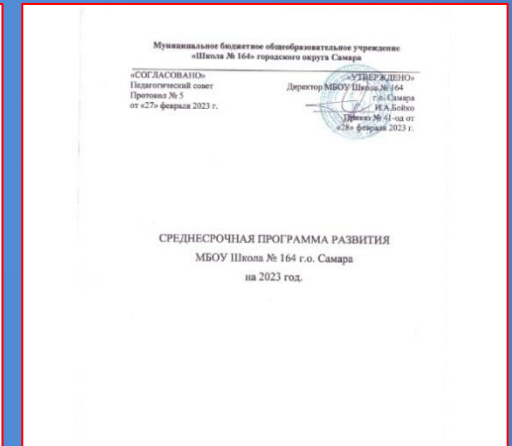 Муниципальное бюджетное общеобразовательное учреждение
«Школа № 164» городского округа Самара
«СОГЛАСОВАНО»
Педагогический совет
Протокол № 5
от «27» февраля 2023 г.
«УТВЕРЖДЕНО»
Директор МБОУ Школа № 164
г.о. Самара
И.А.Бойко
Приказ № 41-од от
«28» февраля 2023 г.
СРЕДНЕСРОЧНАЯ ПРОГРАММА РАЗВИТИЯ
МБОУ Школа № 164 г.о. Самара
на 2023 год.